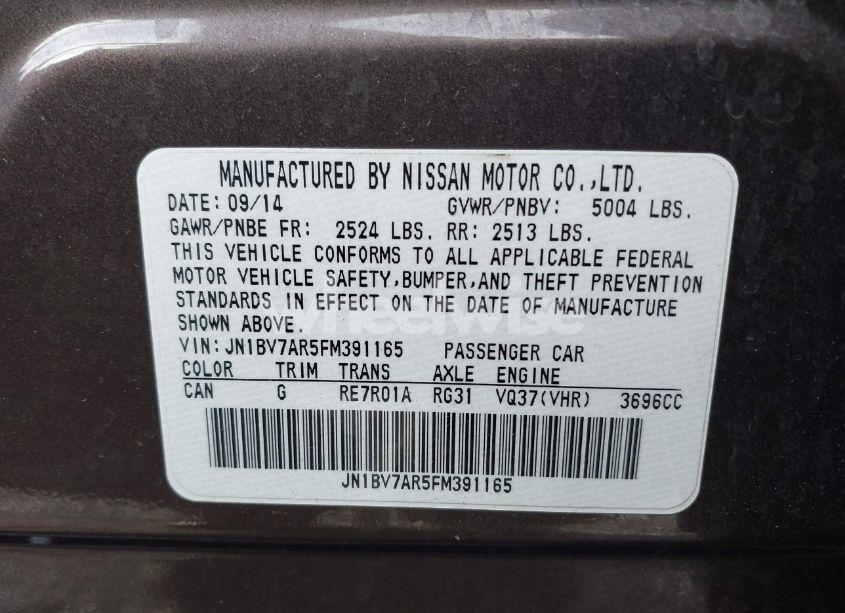 MANUFACTURED BY NISSAN MOTOR CO.,LTD.
DATE: 09/14 GVWR/PNBV: 5004 LBS.
GAWR/PNBE FR: 2524 LBS. RR: 2513 LBS.
THIS VEHICLE CONFORMS TO ALL APPLICABLE FEDERAL
MOTOR VEHICLE SAFETY,BUMPER,AND THEFT PREVENTION
STANDARDS IN EFFECT ON THE DATE OF MANUFACTURE
SHOWN ABOVE.
wheelwise
VIN:JN1BV7AR5FM391165 PASSENGER CAR
COLOR TRIM TRANS AXLE ENGINE
CAN G RE7R01A RG31 VQ37(VHR) 3696CC
JN1BV7AR5FM391165